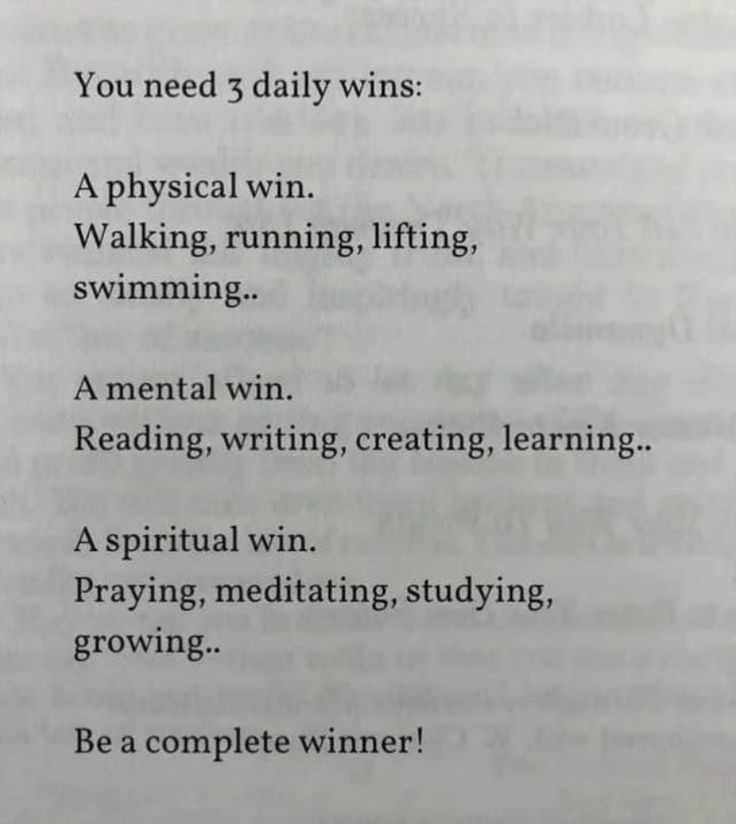 You need 3 daily wins:
A physical win.
Walking, running, lifting,
swimming..
A mental win.
Reading, writing, creating, learning..
A spiritual win.
Praying, meditating, studying,
growing..
Be a complete winner!